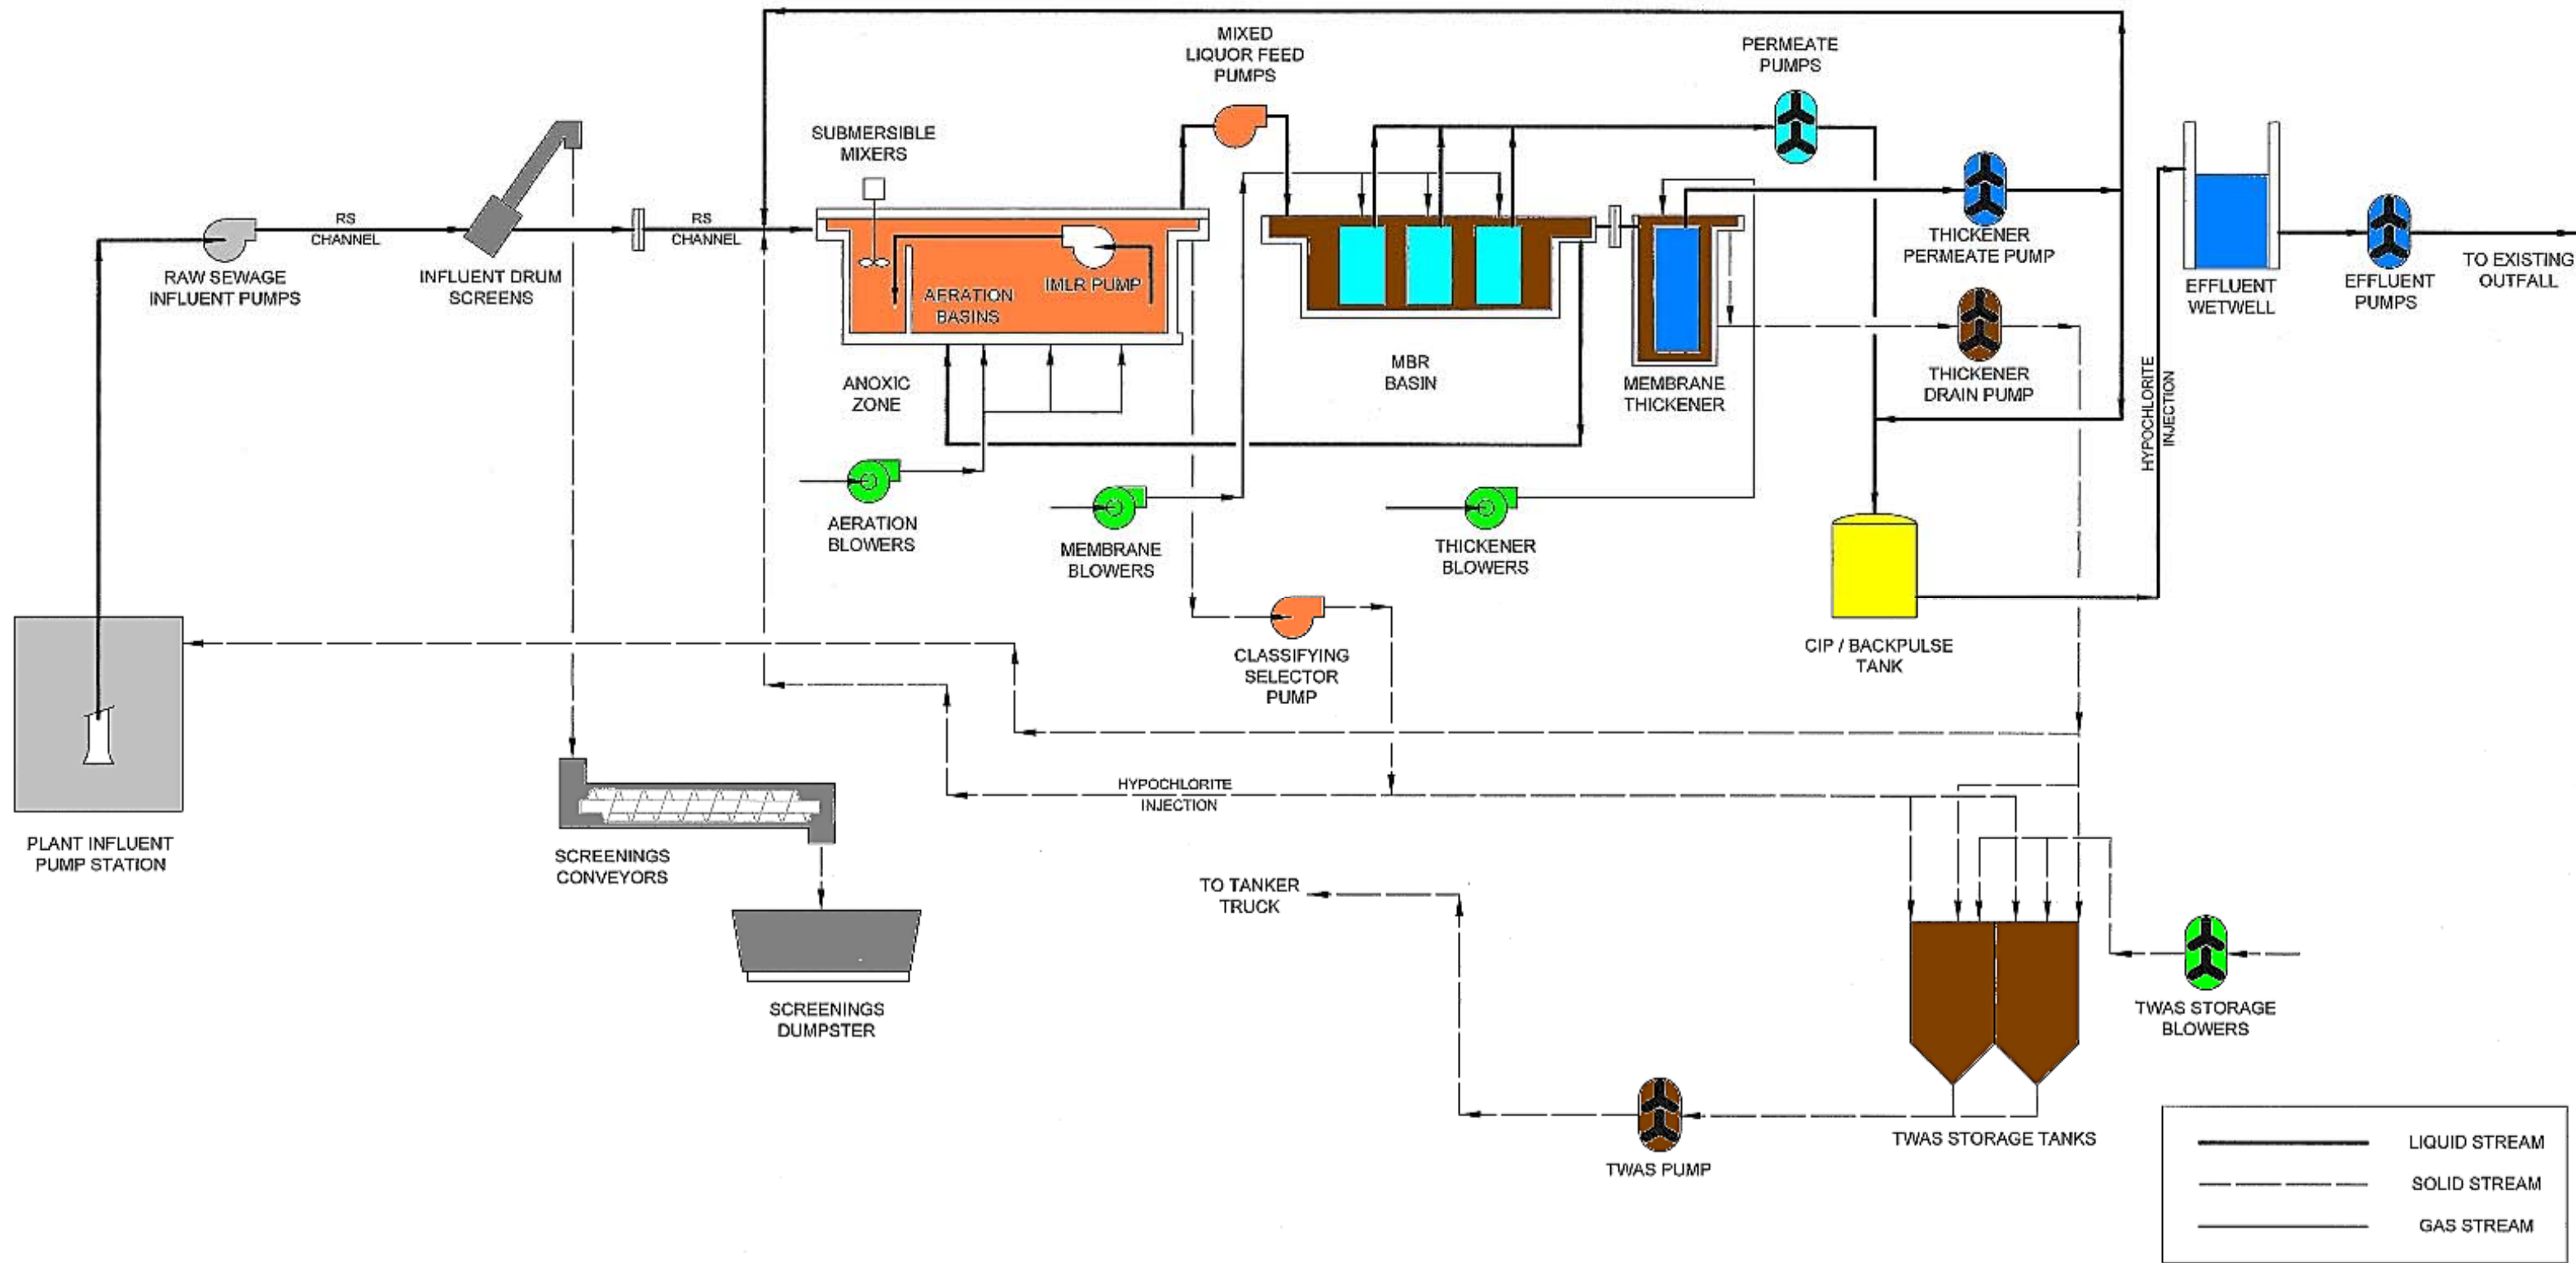 MIXED
LIQUOR FEED
PUMPS
PERMEATE
PUMPS
SUBMERSIBLE
MIXERS
RS
CHANNEL
RS
CHANNEL
RAW SEWAGE
INFLUENT PUMPS
INFLUENT DRUM
SCREENS
AERATION
BASINS
IMLR PUMP
THICKENER
PERMEATE PUMP
EFFLUENT
WETWELL
EFFLUENT
PUMPS
TO EXISTING
OUTFALL
ANOXIC
ZONE
MBR
BASIN
MEMBRANE
THICKENER
THICKENER
DRAIN PUMP
HYPOCHLORITE
INJECTION
AERATION
BLOWERS
MEMBRANE
BLOWERS
THICKENER
BLOWERS
CLASSIFYING
SELECTOR
PUMP
CIP / BACKPULSE
TANK
HYPOCHLORITE
INJECTION
PLANT INFLUENT
PUMP STATION
SCREENINGS
CONVEYORS
TO TANKER
TRUCK
SCREENINGS
DUMPSTER
TWAS STORAGE
BLOWERS
TWAS STORAGE TANKS
TWAS PUMP
LIQUID STREAM
SOLID STREAM
GAS STREAM